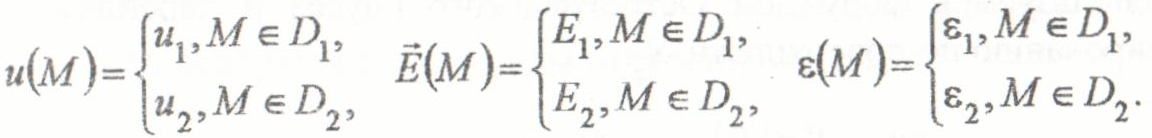 u(M)={u₁, M ∈ D₁, u₂, M ∈ D₂, E⃗(M)={E₁, M ∈ D₁, E₂, M ∈ D₂, ε(M)={ε₁, M ∈ D₁, ε₂, M ∈ D₂.